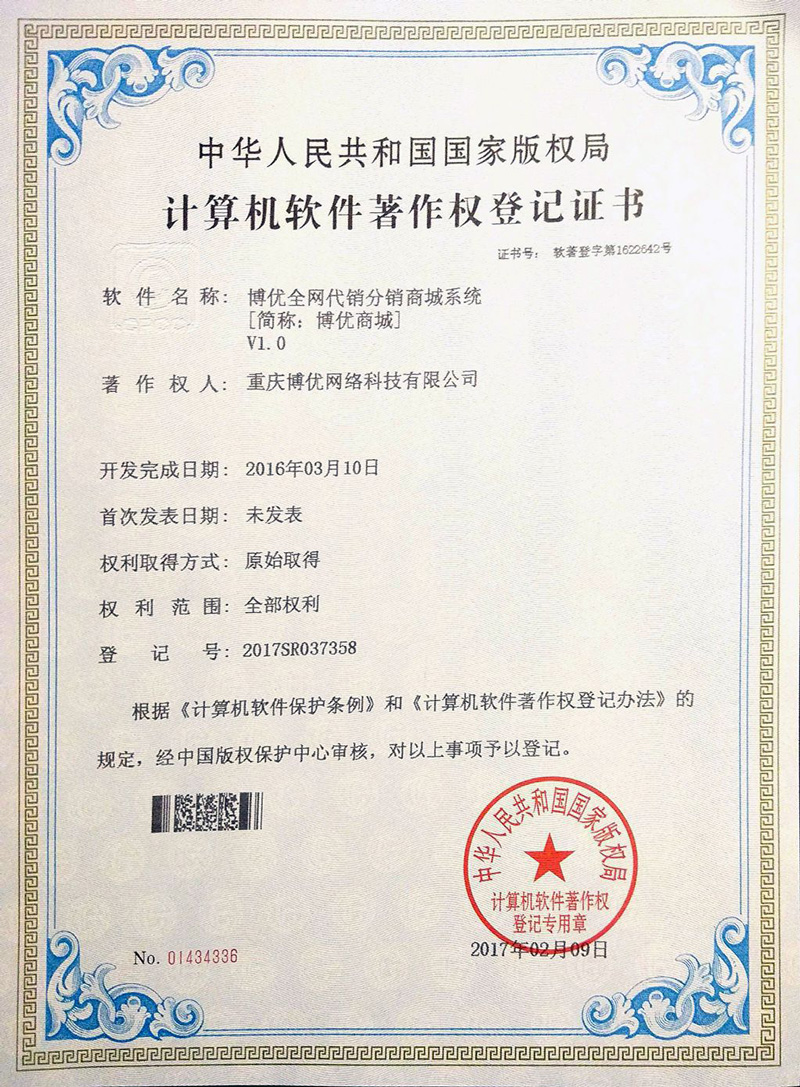 中华人民共和国国家版权局
计算机软件著作权登记证书
证书号： 软著登字第1622642号
软件名称： 博优全网代销分销商城系统
[简称：博优商城]
V1.0
著作权人： 重庆博优网络科技有限公司
开发完成日期： 2016年03月10日
首次发表日期： 未发表
权利取得方式： 原始取得
权利范围： 全部权利
登记号： 2017SR037358
根据《计算机软件保护条例》和《计算机软件著作权登记办法》的
规定，经中国版权保护中心审核，对以上事项予以登记。
中华人民共和国国家版权局
计算机软件著作权
登记专用章
No. 01434336
2017年02月09日